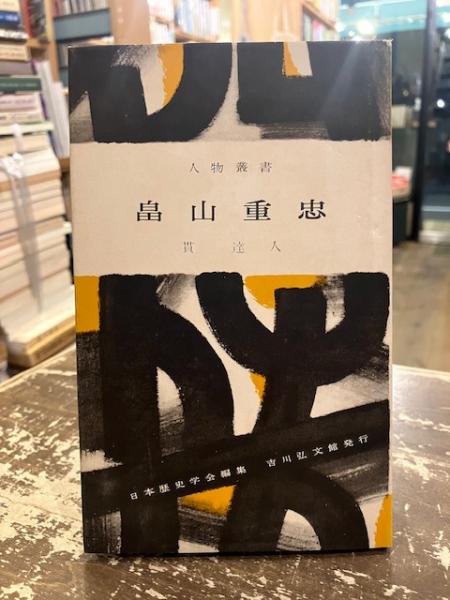 人物叢書
畠山重忠
貫達人
日本歴史学会編集 吉川弘文館発行